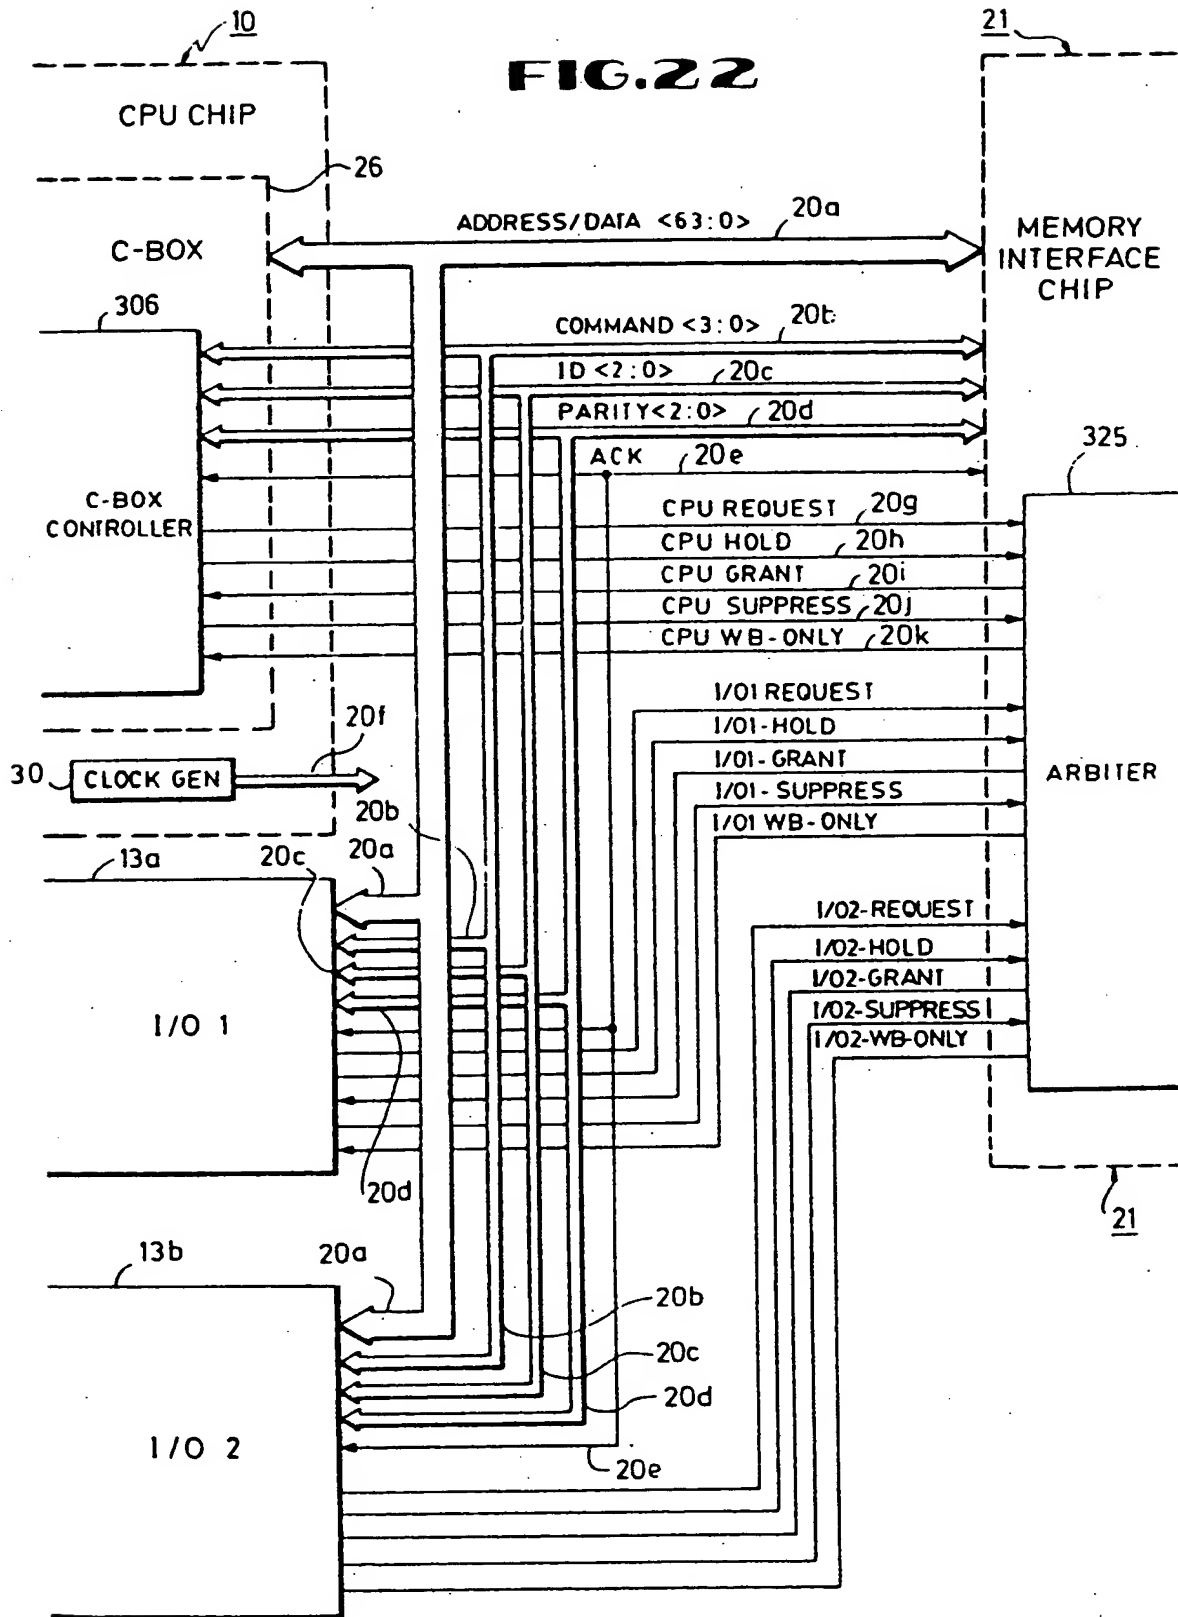 10
21
FIG.22
CPU CHIP
26
ADDRESS/DATA <63:0>
20a
C-BOX
MEMORY
INTERFACE
CHIP
306
COMMAND <3:0>
20b
ID <2:0>
20c
PARITY<2:0>
20d
325
ACK
20e
C-BOX
CONTROLLER
CPU REQUEST
20g
CPU HOLD
20h
CPU GRANT
20i
CPU SUPPRESS
20j
CPU WB-ONLY
20k
I/O1 REQUEST
I/O1-HOLD
I/O1-GRANT
I/O1-SUPPRESS
I/O1 WB-ONLY
ARBITER
20f
30
CLOCK GEN
20b
13a
20c
20a
I/O 1
20d
I/O2-REQUEST
I/O2-HOLD
I/O2-GRANT
I/O2-SUPPRESS
I/O2-WB-ONLY
21
13b
20a
20b
20c
20d
I/O 2
20e